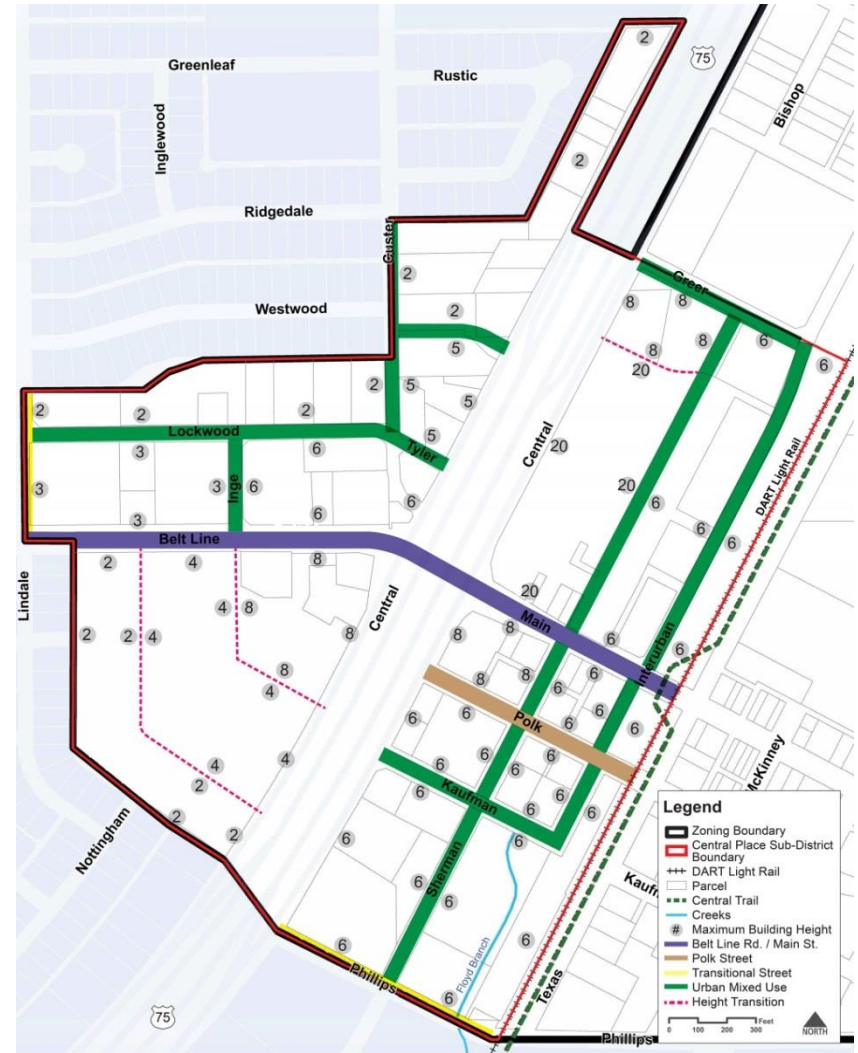 2
75
Greenleaf
Rustic
Bishop
Inglewood
2
Ridgedale
Custer
Westwood
2
Greer
8
8
2
8
6
5
8
20
6
2
5
2
2
2
5
Lockwood
6
5
Tyler
Central
20
DART Light Rail
3
3
Inge
6
20
6
3
6
6
6
6
Belt Line
2
4
8
20
Lindale
4
8
Central
Main
8
8
6
6
2
2
4
8
Interurban
8
4
8
8
6
6
6
6
Polk
6
6
6
McKinney
4
4
2
6
6
6
6
Kaufman
6
6
6
2
2
Nottingham
6
6
6
Sherman
6
6
6
Floyd Branch
6
Phillips
6
Texas
75
Phillips
Kaufm
Legend
Zoning Boundary
Central Place Sub-District
Boundary
DART Light Rail
Parcel
Central Trail
Creeks
# Maximum Building Height
Belt Line Rd. / Main St.
Polk Street
Transitional Street
Urban Mixed Use
Height Transition
Feet
0 100 200 300
NORTH